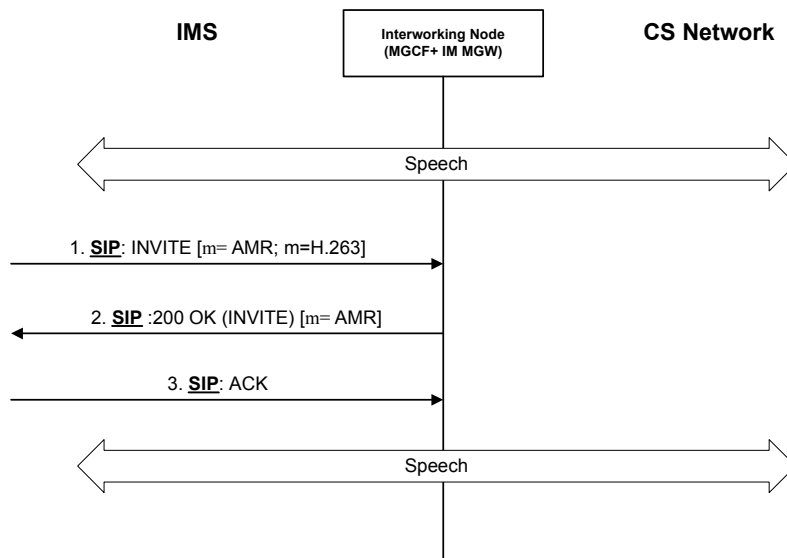 IMS
Interworking Node
(MGCF+ IM MGW)
CS Network
Speech
1. SIP: INVITE [m= AMR; m=H.263]
2. SIP :200 OK (INVITE) [m= AMR]
3. SIP: ACK
Speech